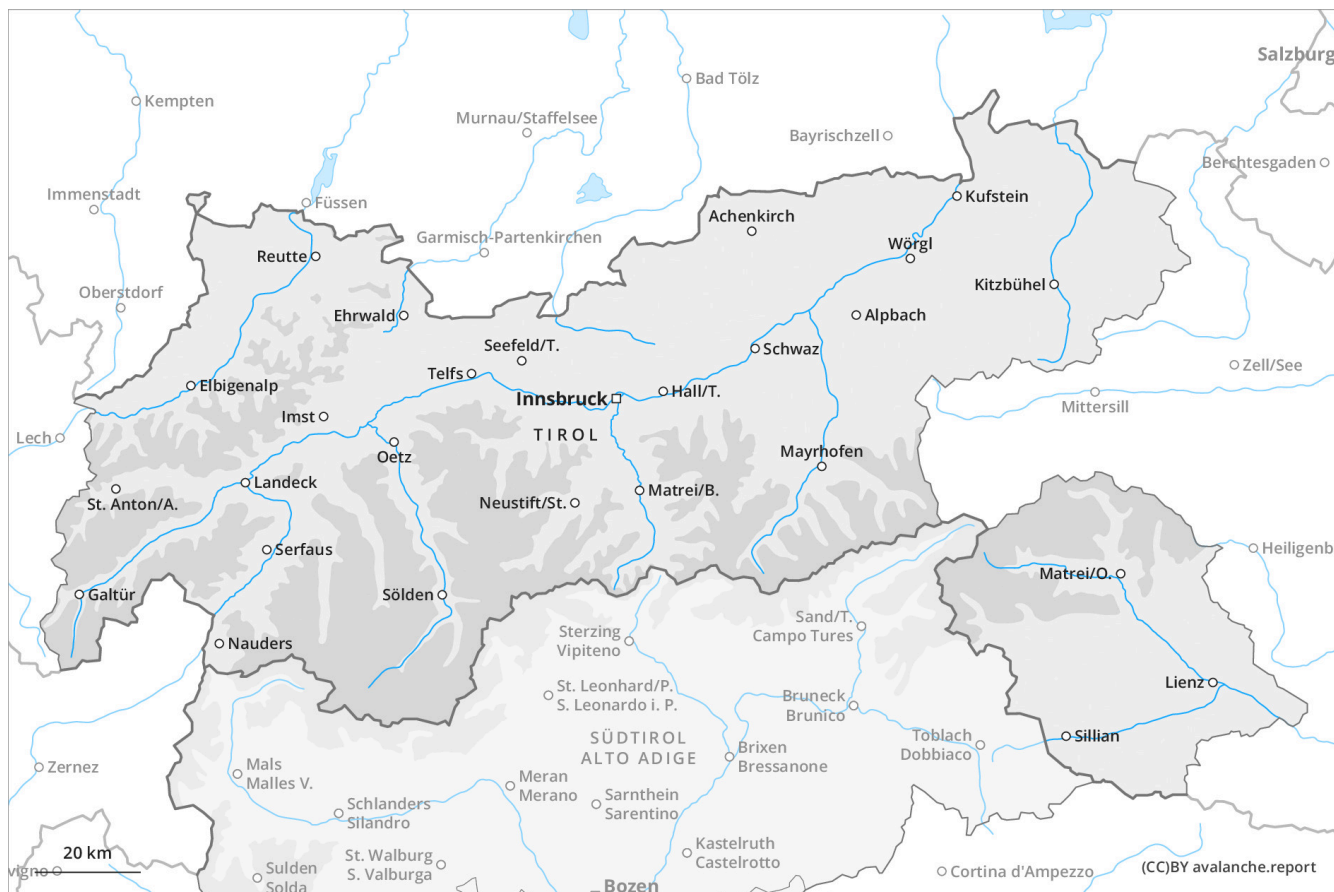 Salzburg
Bad Tölz
Kempten
Murnau/Staffelsee
Bayrischzell
Berchtesgaden
Immenstadt
Füssen
Kufstein
Achenkirch
Garmisch-Partenkirchen
Wörgl
Reutte
Kitzbühel
Oberstdorf
Ehrwald
Alpbach
Seefeld/T.
Schwaz
Zell/See
Telfs
Elbigenalp
Hall/T.
Innsbruck
Mittersill
Imst
TIROL
Lech
Oetz
Mayrhofen
Landeck
St. Anton/A.
Neustift/St.
Matrei/B.
Serfaus
Heiligenb
Matrei/O.
Galtür
Sölden
Sand/T.
Campo Tures
Sterzing
Vipiteno
Nauders
Lienz
St. Leonhard/P.
S. Leonardo i. P.
Bruneck
Brunico
SÜDTIROL
ALTO ADIGE
Sillian
Toblach
Dobbiaco
Brixen
Bressanone
Zernez
Mals
Malles V.
Meran
Merano
Sarnthein
Sarentino
Schlanders
Silandro
Kastelruth
Castelrotto
20 km
St. Walburg
S. Valburga
vigno
Sulden
Solda
Cortina d'Ampezzo
(CC)BY avalanche.report
Bozen